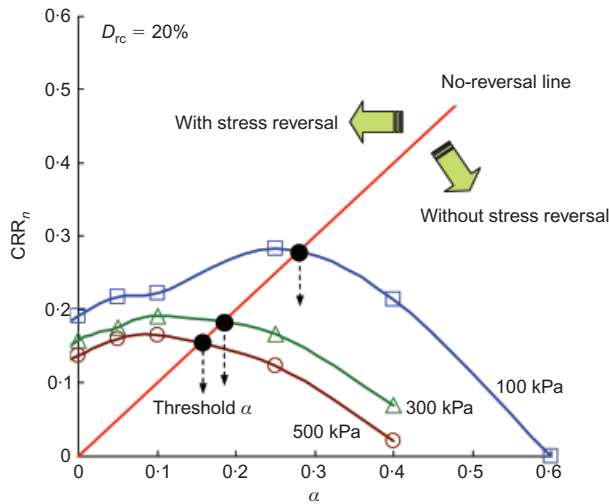 0·6
D_rc = 20%
0·5
No-reversal line
With stress reversal
0·4
Without stress reversal
CRR_n
0·3
0·2
0·1
100 kPa
300 kPa
Threshold α
500 kPa
0
0 0·1 0·2 0·3 0·4 0·5 0·6
α